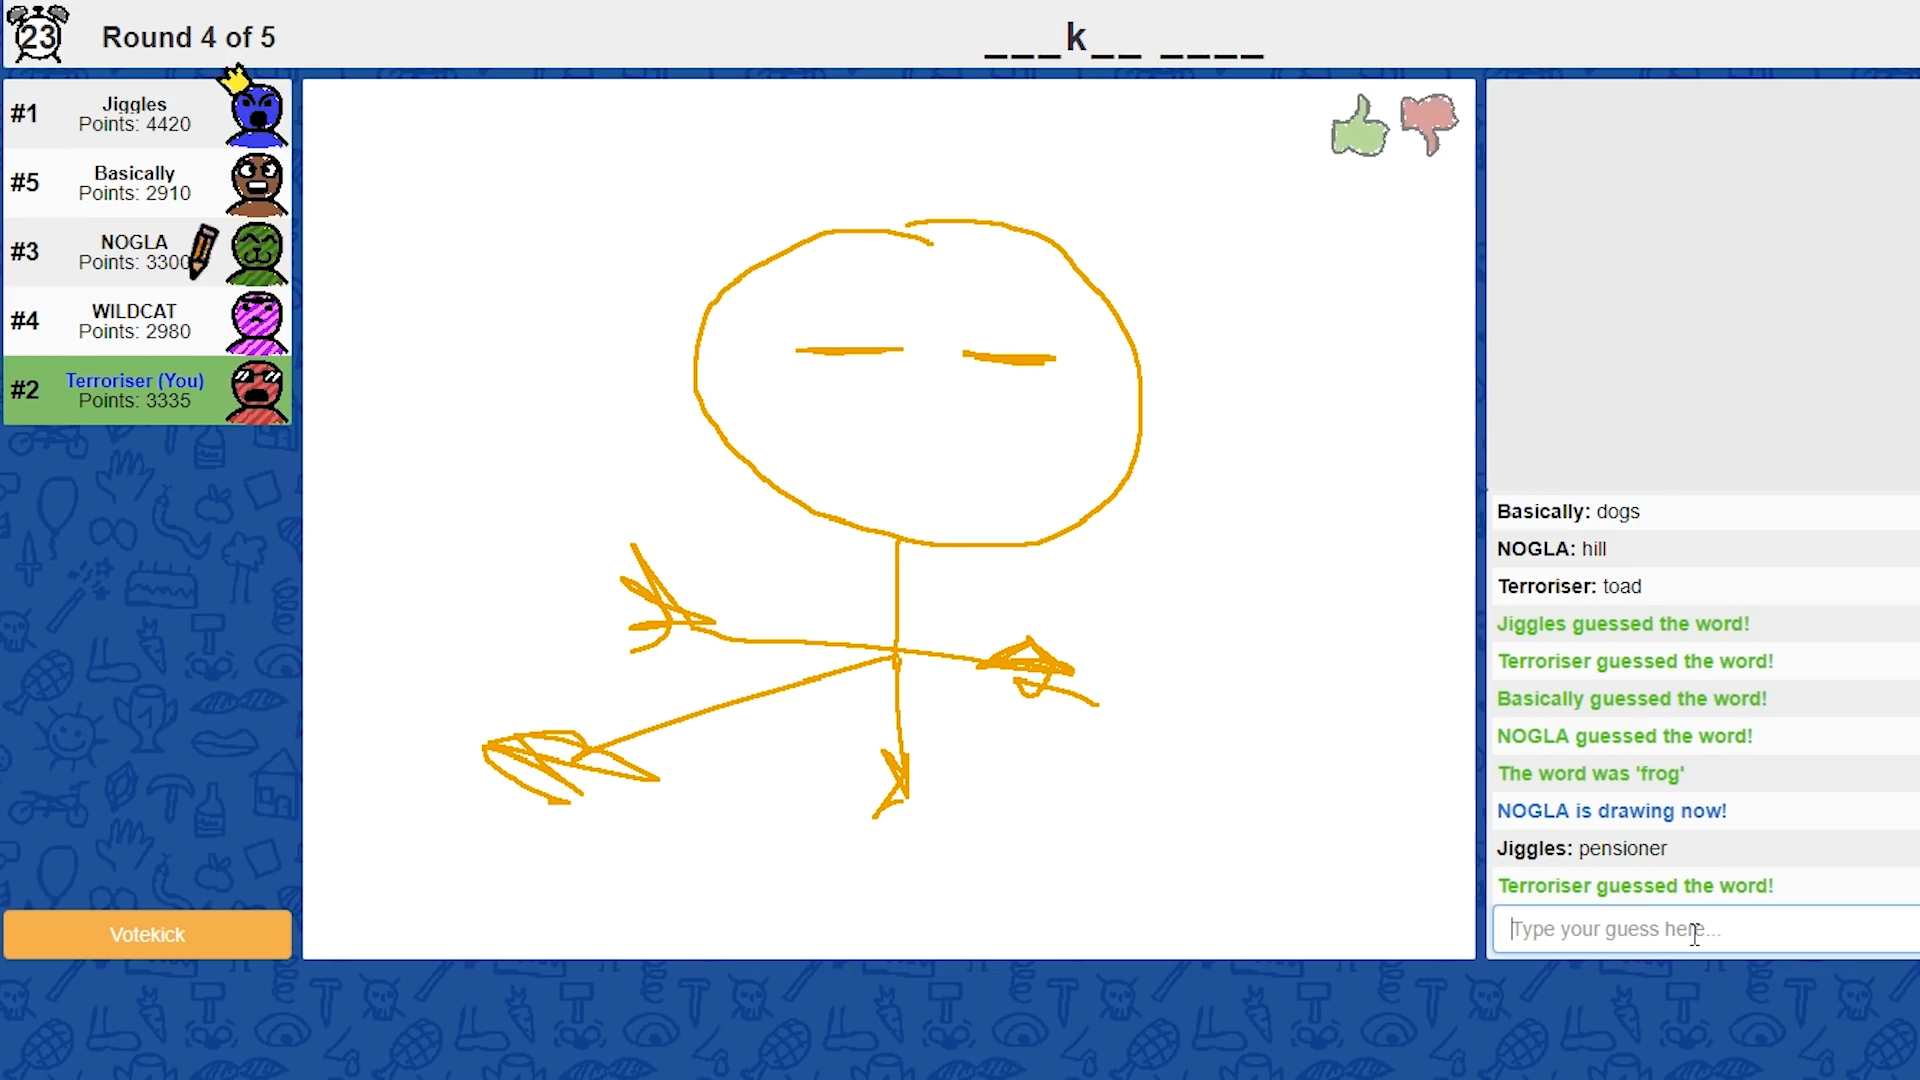 23
Round 4 of 5
___k__ ____
#1
Jiggles
Points: 4420
#5
Basically
Points: 2910
#3
NOGLA
Points: 3300
#4
WILDCAT
Points: 2980
#2
Terroriser (You)
Points: 3335
Votekick
Basically: dogs
NOGLA: hill
Terroriser: toad
Jiggles guessed the word!
Terroriser guessed the word!
Basically guessed the word!
NOGLA guessed the word!
The word was 'frog'
NOGLA is drawing now!
Jiggles: pensioner
Terroriser guessed the word!
Type your guess here...